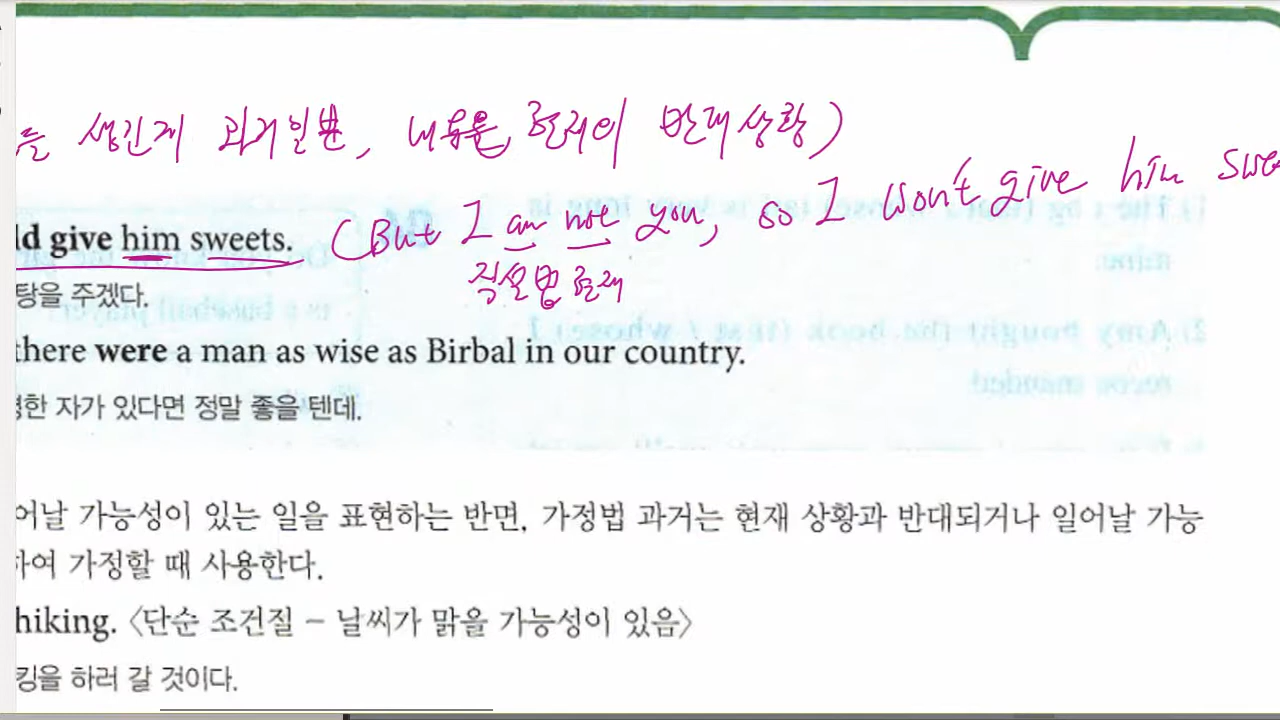 생긴게 과거일뿐, 내용은 현재의 반대상황)
ld give him sweets. (But I am not you, so I won't give him swee
직설법 현재
탕을 주겠다.
there were a man as wise as Birbal in our country.
한 자가 있다면 정말 좋을 텐데.
어날 가능성이 있는 일을 표현하는 반면, 가정법 과거는 현재 상황과 반대되거나 일어날 가능
하여 가정할 때 사용한다.
hiking. 〈단순 조건절 – 날씨가 맑을 가능성이 있음〉
킹을 하러 갈 것이다.